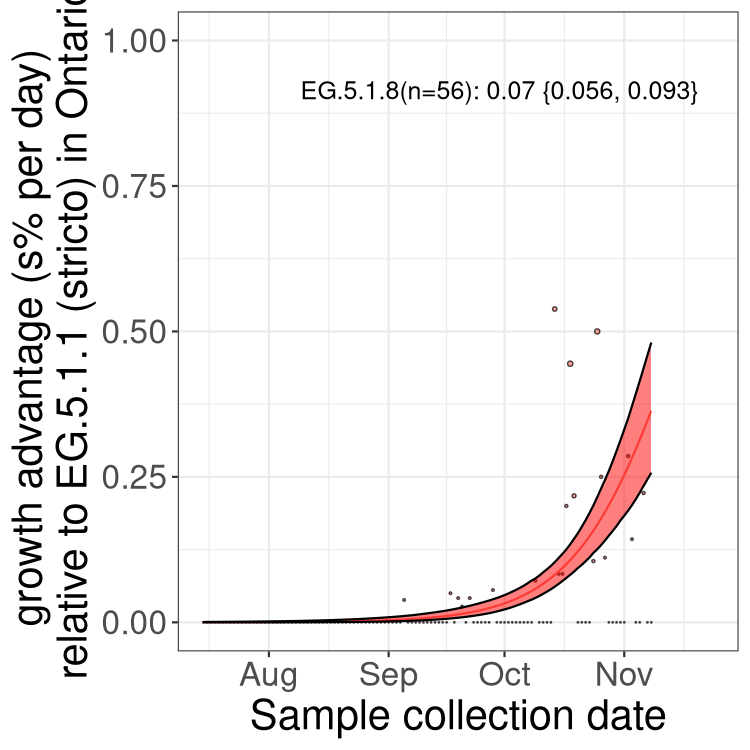 growth advantage (s% per day)
relative to EG.5.1.1 (stricto) in Ontario
1.00
0.75
0.50
0.25
0.00
EG.5.1.8(n=56): 0.07 {0.056, 0.093}
Aug Sep Oct Nov
Sample collection date